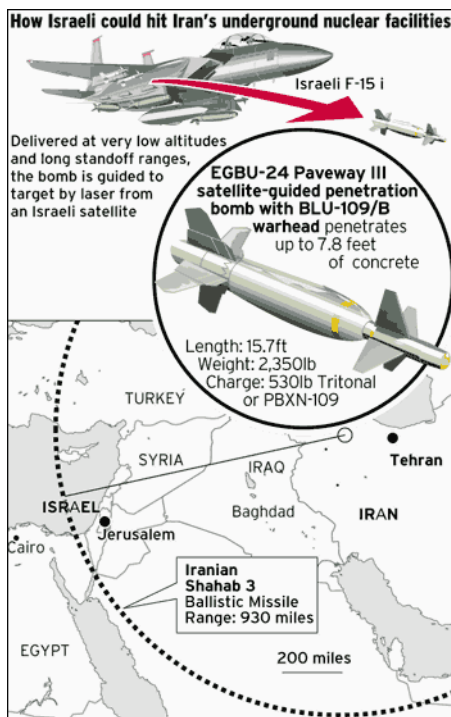 How Israeli could hit Iran's underground nuclear facilities
Israeli F-15 i
Delivered at very low altitudes
and long standoff ranges,
the bomb is guided to
target by laser from
an Israeli satellite
EGBU-24 Paveway III
satellite-guided penetration
bomb with BLU-109/B
warhead penetrates
up to 7.8 feet
of concrete
Length: 15.7ft
Weight: 2,350lb
Charge: 530lb Tritonal
or PBXN-109
TURKEY
SYRIA
IRAQ
Tehran
ISRAEL
Baghdad
IRAN
Jerusalem
Cairo
Iranian
Shahab 3
Ballistic Missile
Range: 930 miles
EGYPT
200 miles